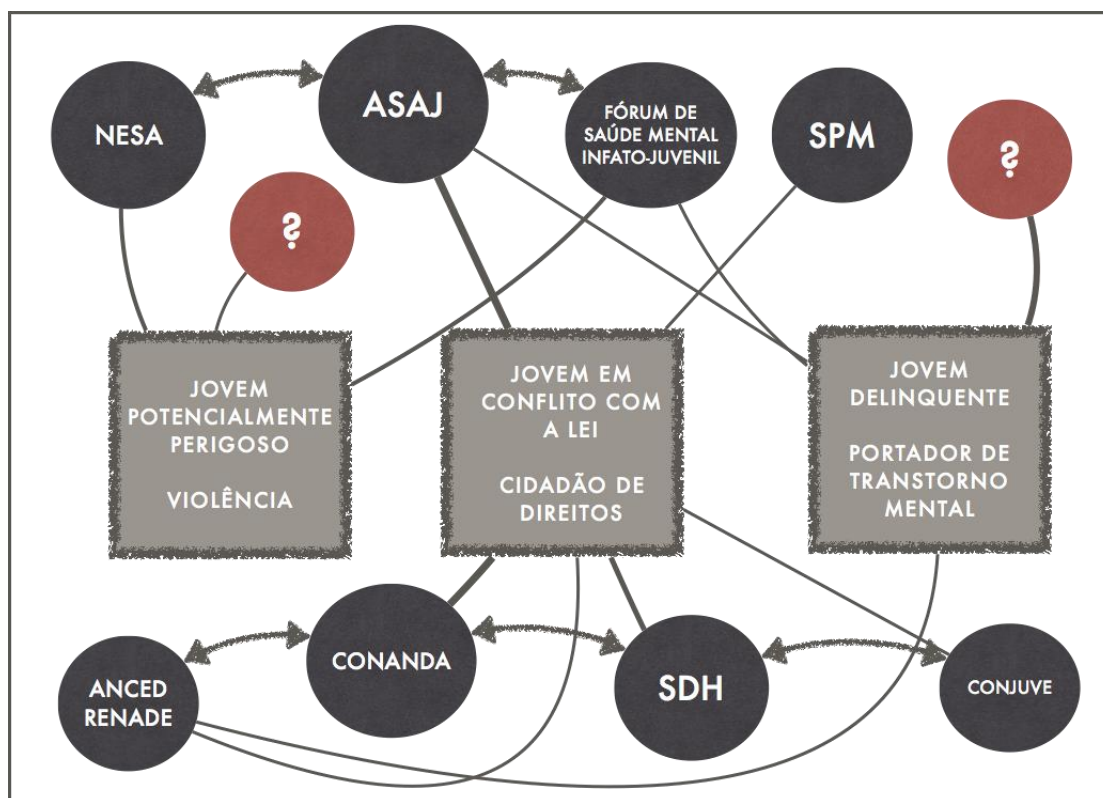 NESA
ASAJ
FÓRUM DE
SAÚDE MENTAL
INFATO-JUVENIL
SPM
?
?
JOVEM
POTENCIALMENTE
PERIGOSO
VIOLÊNCIA
JOVEM EM
CONFLITO COM
A LEI
CIDADÃO DE
DIREITOS
JOVEM
DELINQUENTE
PORTADOR DE
TRANSTORNO
MENTAL
ANCED
RENADE
CONANDA
SDH
CONJUVE